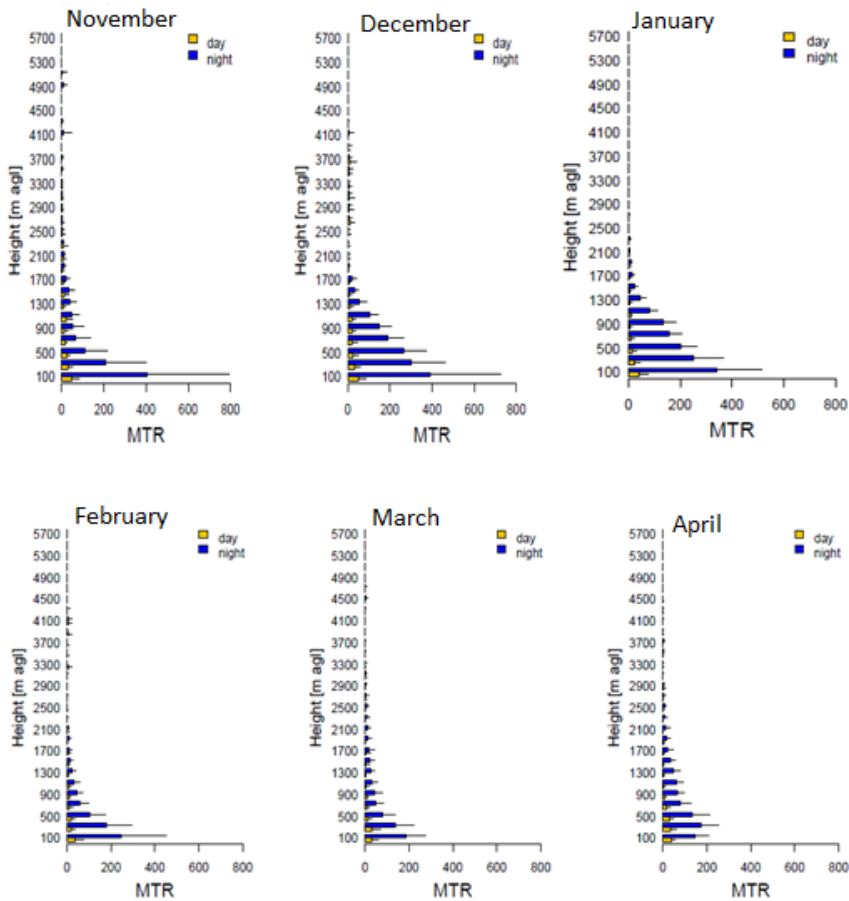 November
day
night
5700
5300
4900
4500
4100
3700
3300
2900
2500
2100
1700
1300
900
500
100
Height [m agl]
0 200 400 600 800
MTR
December
day
night
5700
5300
4900
4500
4100
3700
3300
2900
2500
2100
1700
1300
900
500
100
Height [m agl]
0 200 400 600 800
MTR
January
day
night
5700
5300
4900
4500
4100
3700
3300
2900
2500
2100
1700
1300
900
500
100
Height [m agl]
0 200 400 600 800
MTR
February
day
night
5700
5300
4900
4500
4100
3700
3300
2900
2500
2100
1700
1300
900
500
100
Height [m agl]
0 200 400 600 800
MTR
March
day
night
5700
5300
4900
4500
4100
3700
3300
2900
2500
2100
1700
1300
900
500
100
Height [m agl]
0 200 400 600 800
MTR
April
day
night
5700
5300
4900
4500
4100
3700
3300
2900
2500
2100
1700
1300
900
500
100
Height [m agl]
0 200 400 600 800
MTR